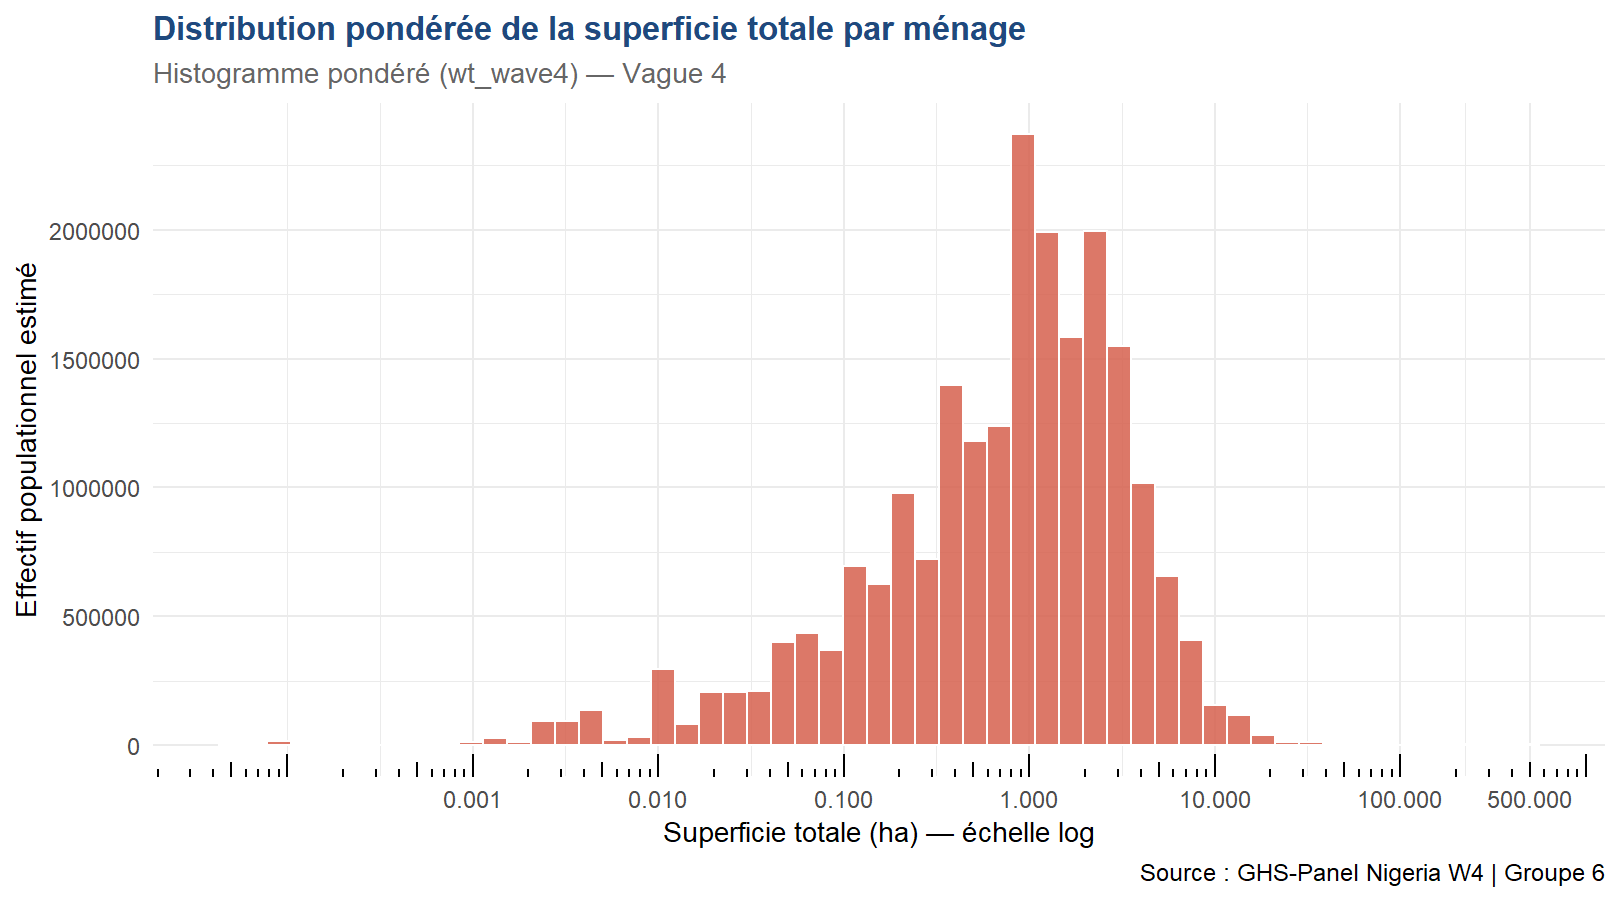 Distribution pondérée de la superficie totale par ménage
Histogramme pondéré (wt_wave4) — Vague 4
Effectif populationnel estimé
2000000
1500000
1000000
500000
0
0.001 0.010 0.100 1.000 10.000 100.000 500.000
Superficie totale (ha) — échelle log
Source : GHS-Panel Nigeria W4 | Groupe 6